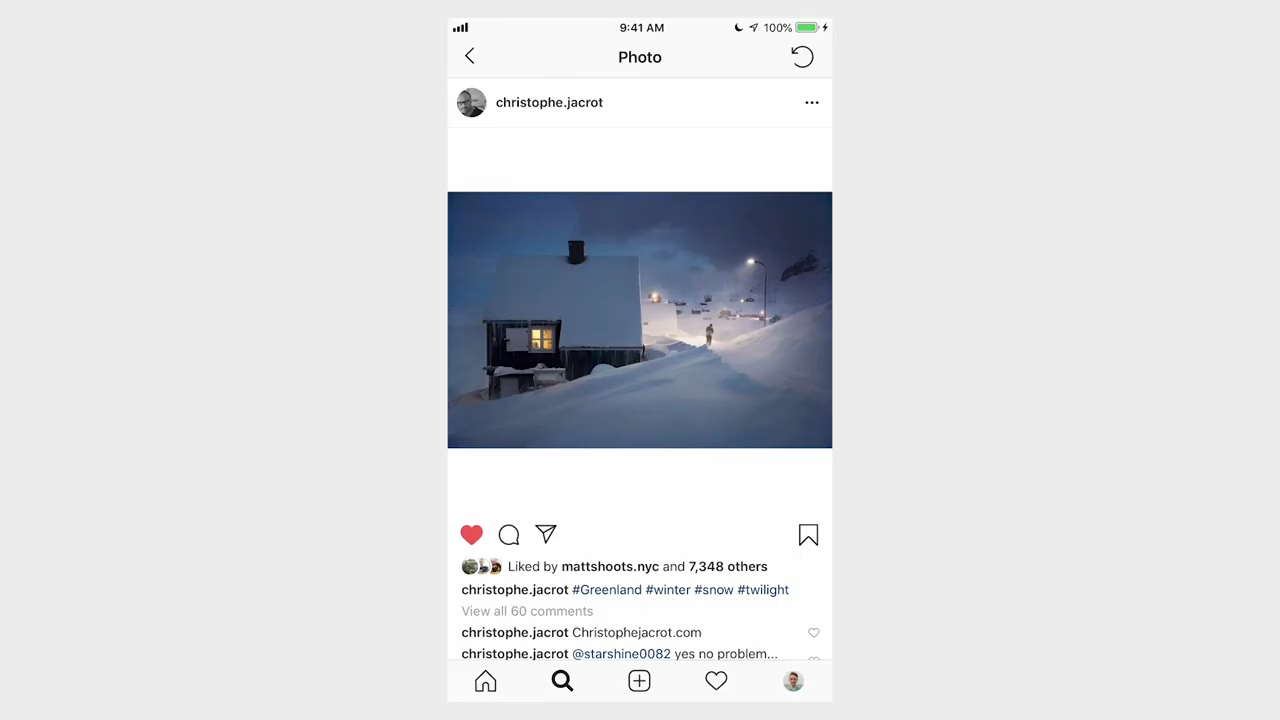 9:41 AM
100%
Photo
christophe.jacrot
Liked by mattshoots.nyc and 7,348 others
christophe.jacrot #Greenland #winter #snow #twilight
View all 60 comments
christophe.jacrot Christophejacrot.com
christophe.jacrot @starshine0082 yes no problem...